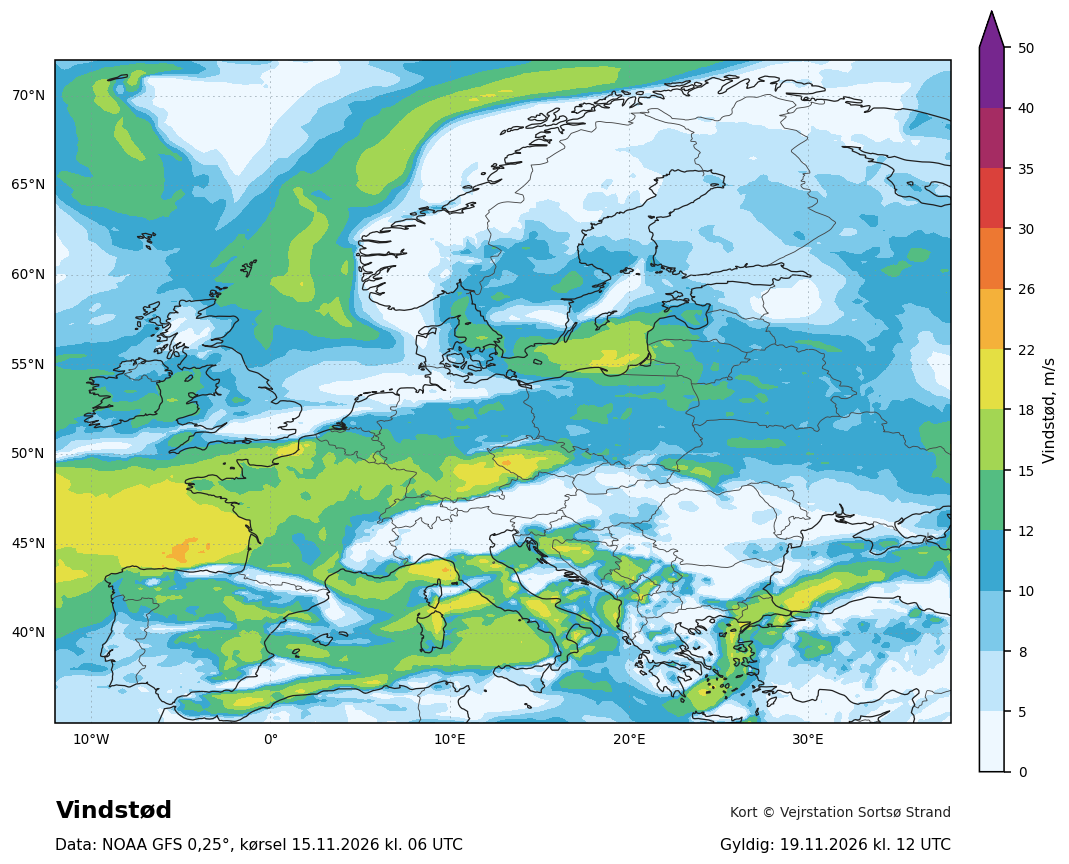 50
40
35
30
26
22
18
15
12
10
8
5
0
Vindstød, m/s
70°N
65°N
60°N
55°N
50°N
45°N
40°N
10°W
0°
10°E
20°E
30°E
Vindstød
Kort © Vejrstation Sortsø Strand
Data: NOAA GFS 0,25°, kørsel 15.11.2026 kl. 06 UTC
Gyldig: 19.11.2026 kl. 12 UTC